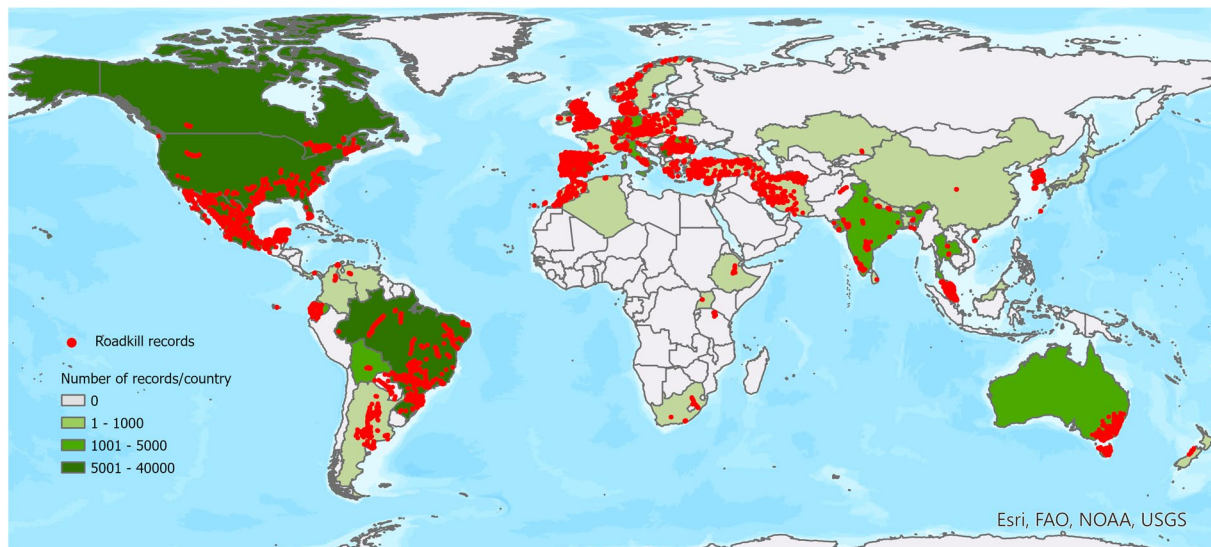 Roadkill records
Number of records/country
0
1 - 1000
1001 - 5000
5001 - 40000
Esri, FAO, NOAA, USGS